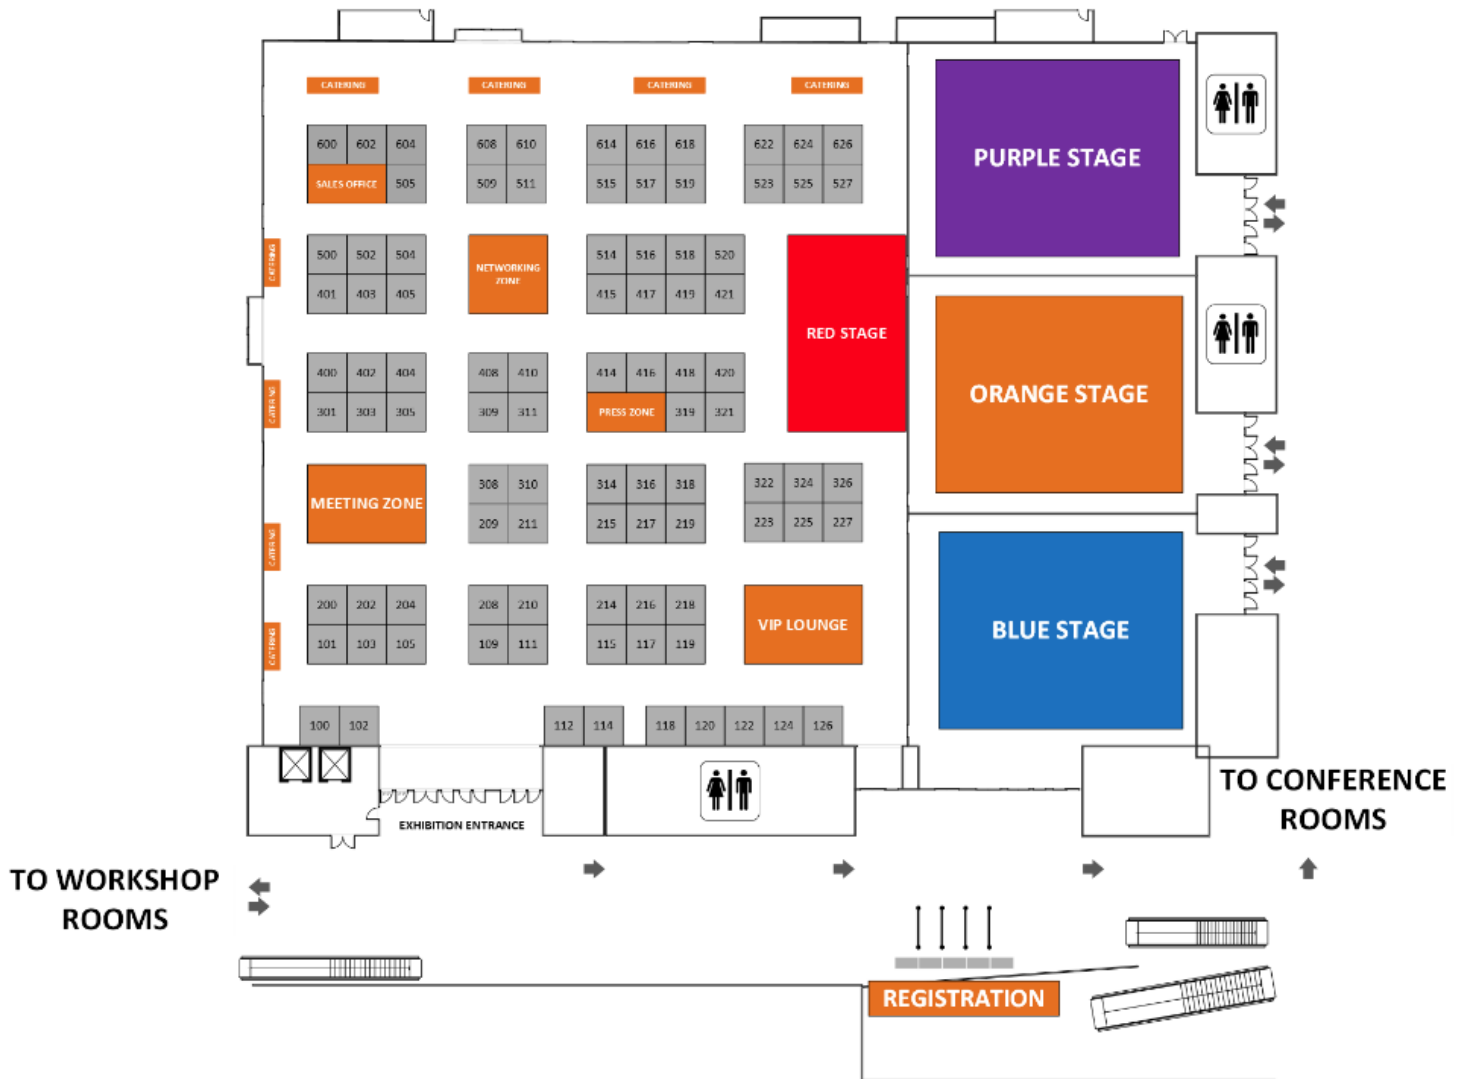 CATERING CATERING CATERING CATERING
600 602 604 608 610 614 616 618 622 624 626
SALES OFFICE 505 509 511 515 517 519 523 525 527
PURPLE STAGE
CATERING
500 502 504 NETWORKING 514 516 518 520
ZONE
401 403 405 415 417 419 421
RED STAGE
400 402 404 408 410 414 416 418 420
CATERING
301 303 305 309 311 PRESS ZONE 319 321
ORANGE STAGE
MEETING ZONE
308 310 314 316 318 322 324 326
209 211 215 217 219 223 225 227
CATERING
200 202 204 208 210 214 216 218
VIP LOUNGE
101 103 105 109 111 115 117 119
CATERING
BLUE STAGE
100 102 112 114 118 120 122 124 126
EXHIBITION ENTRANCE
TO CONFERENCE
ROOMS
TO WORKSHOP
ROOMS
REGISTRATION